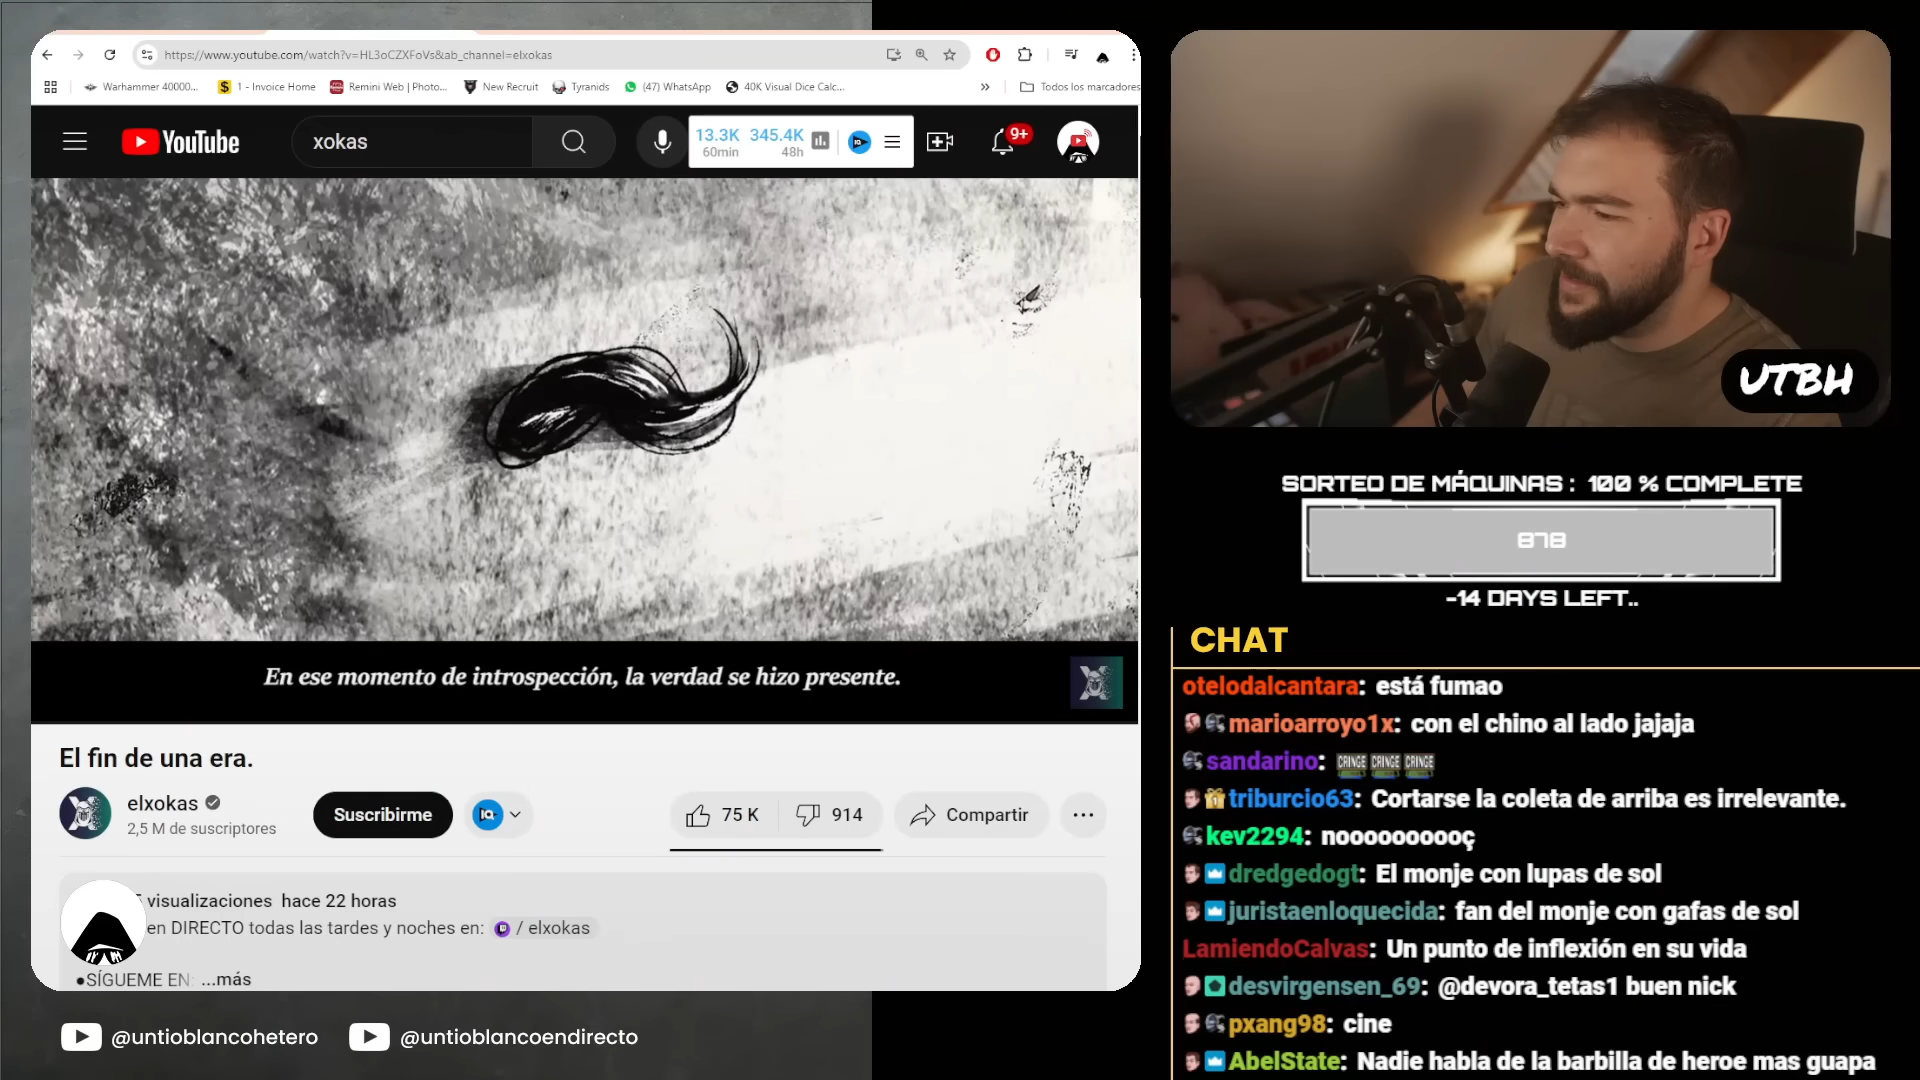 https://www.youtube.com/watch?v=HL3oCZXFoVs&ab_channel=elxokas
Warhammer 40000...
1 - Invoice Home
Remini Web | Photo...
New Recruit
Tyranids
(47) WhatsApp
40K Visual Dice Calc...
»
Todos los marcadores
YouTube
xokas
13.3K 345.4K
60min 48h
9+
En ese momento de introspección, la verdad se hizo presente.
El fin de una era.
elxokas
2,5 M de suscriptores
Suscribirme
75 K
914
Compartir
visualizaciones hace 22 horas
en DIRECTO todas las tardes y noches en: / elxokas
●SÍGUEME EN: ...más
@untioblancohetero
@untioblancoendirecto
UTBH
SORTEO DE MÁQUINAS : 100 % COMPLETE
878
-14 DAYS LEFT..
CHAT
otelodalcantara: está fumao
marioarroyo1x: con el chino al lado jajaja
sandarino: CRINGE CRINGE CRINGE
triburcio63: Cortarse la coleta de arriba es irrelevante.
kev2294: noooooooooç
dredgedogt: El monje con lupas de sol
juristaenloquecida: fan del monje con gafas de sol
LamiendoCalvas: Un punto de inflexión en su vida
desvirgensen_69: @devora_tetas1 buen nick
pxang98: cine
AbelState: Nadie habla de la barbilla de heroe mas guapa